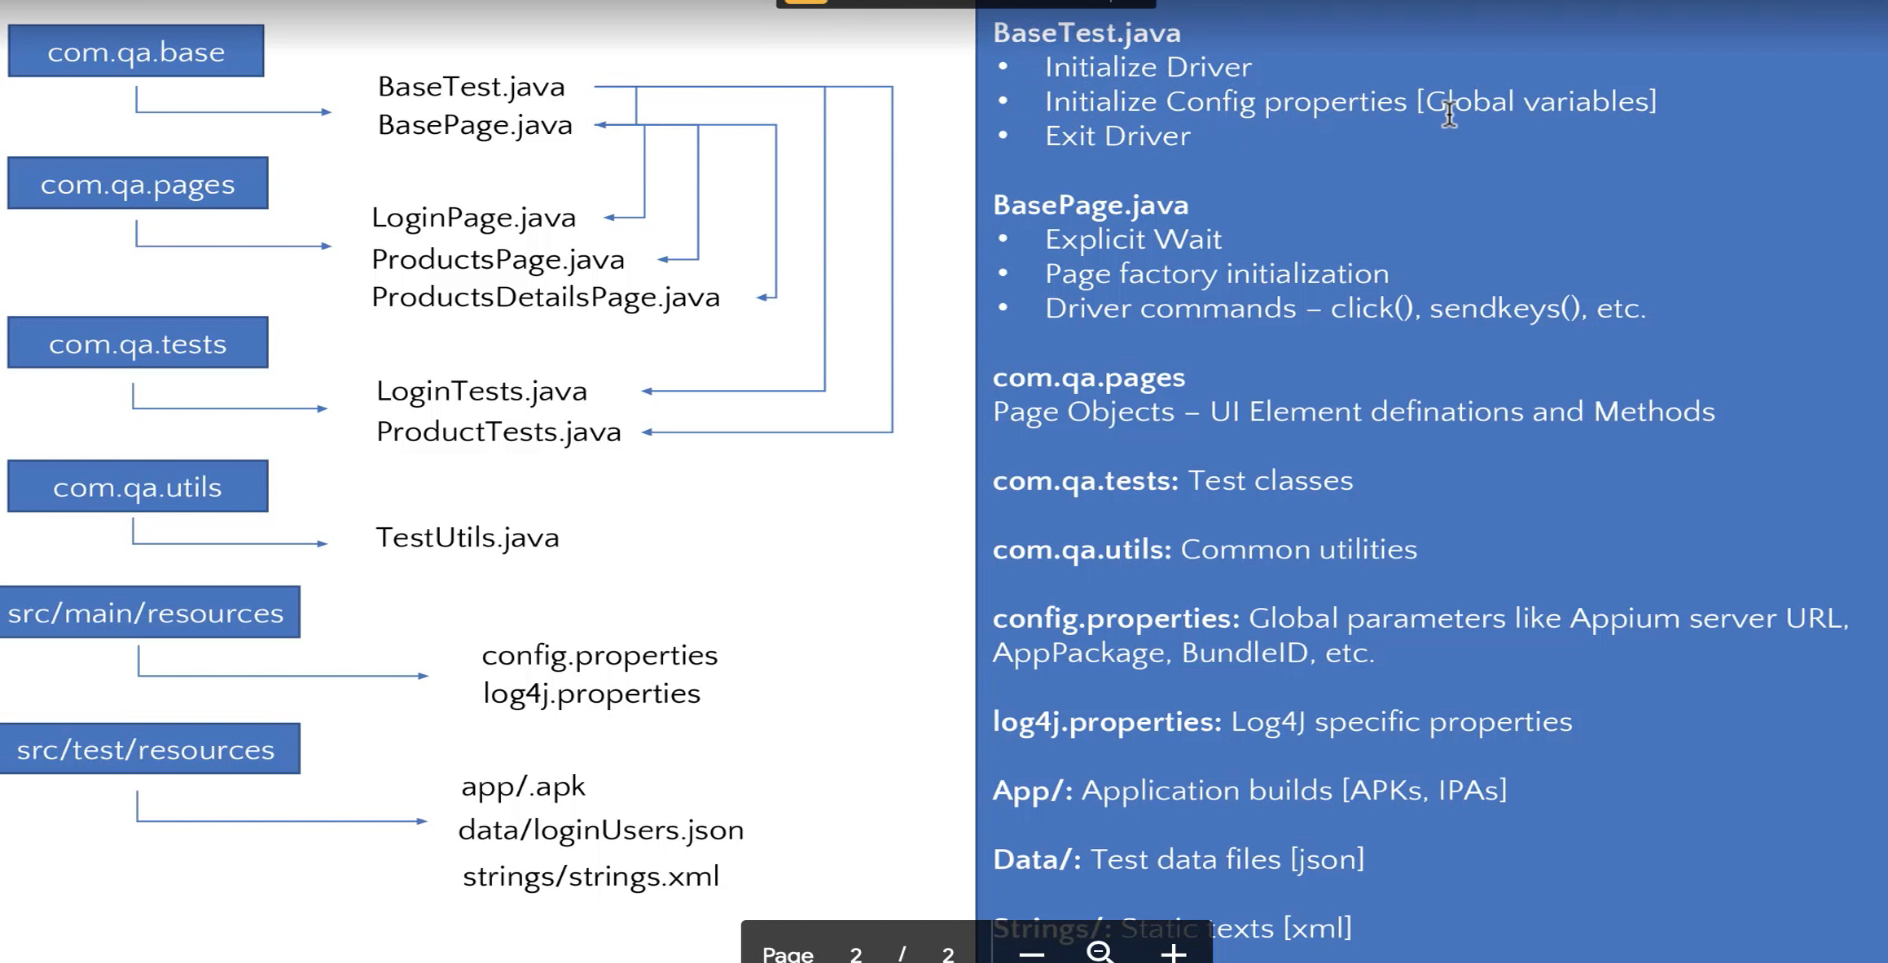 com.qa.base
BaseTest.java
BasePage.java
com.qa.pages
LoginPage.java
ProductsPage.java
ProductsDetailsPage.java
com.qa.tests
LoginTests.java
ProductTests.java
com.qa.utils
TestUtils.java
src/main/resources
config.properties
log4j.properties
src/test/resources
app/.apk
data/loginUsers.json
strings/strings.xml
BaseTest.java
• Initialize Driver
• Initialize Config properties [Global variables]
• Exit Driver
BasePage.java
• Explicit Wait
• Page factory initialization
• Driver commands – click(), sendkeys(), etc.
com.qa.pages
Page Objects – UI Element definations and Methods
com.qa.tests: Test classes
com.qa.utils: Common utilities
config.properties: Global parameters like Appium server URL,
AppPackage, BundleID, etc.
log4j.properties: Log4J specific properties
App/: Application builds [APKs, IPAs]
Data/: Test data files [json]
Strings/: Static texts [xml]
Page 2 / 2